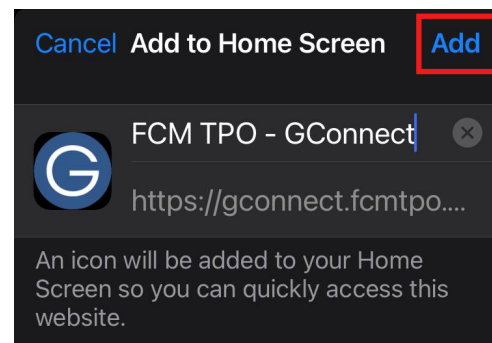 Cancel Add to Home Screen Add
FCM TPO - GConnect
G
https://gconnect.fcmtpo....
An icon will be added to your Home
Screen so you can quickly access this
website.